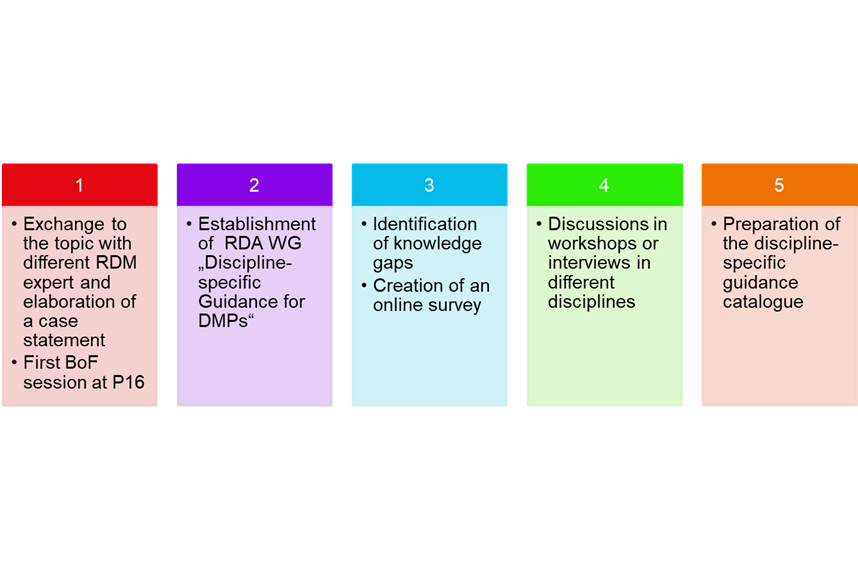 1
• Exchange to
the topic with
different RDM
expert and
elaboration of
a case
statement
• First BoF
session at P16
2
• Establishment
of  RDA WG
„Discipline-
specific
Guidance for
DMPs“
3
• Identification
of knowledge
gaps
• Creation of an
online survey
4
• Discussions in
workshops or
interviews in
different
disciplines
5
• Preparation of
the discipline-
specific
guidance
catalogue